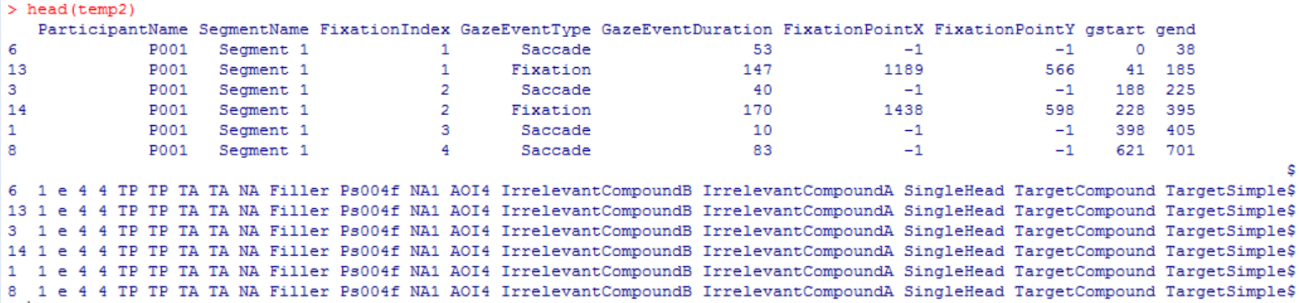 > head(temp2)
ParticipantName SegmentName FixationIndex GazeEventType GazeEventDuration FixationPointX FixationPointY gstart gend
6 P001 Segment 1 1 Saccade 53 -1 -1 0 38
13 P001 Segment 1 1 Fixation 147 1189 566 41 185
3 P001 Segment 1 2 Saccade 40 -1 -1 188 225
14 P001 Segment 1 2 Fixation 170 1438 598 228 395
1 P001 Segment 1 3 Saccade 10 -1 -1 398 405
8 P001 Segment 1 4 Saccade 83 -1 -1 621 701
$
6 1 e 4 4 TP TP TA TA NA Filler Ps004f NA1 AOI4 IrrelevantCompoundB IrrelevantCompoundA SingleHead TargetCompound TargetSimple$
13 1 e 4 4 TP TP TA TA NA Filler Ps004f NA1 AOI4 IrrelevantCompoundB IrrelevantCompoundA SingleHead TargetCompound TargetSimple$
3 1 e 4 4 TP TP TA TA NA Filler Ps004f NA1 AOI4 IrrelevantCompoundB IrrelevantCompoundA SingleHead TargetCompound TargetSimple$
14 1 e 4 4 TP TP TA TA NA Filler Ps004f NA1 AOI4 IrrelevantCompoundB IrrelevantCompoundA SingleHead TargetCompound TargetSimple$
1 1 e 4 4 TP TP TA TA NA Filler Ps004f NA1 AOI4 IrrelevantCompoundB IrrelevantCompoundA SingleHead TargetCompound TargetSimple$
8 1 e 4 4 TP TP TA TA NA Filler Ps004f NA1 AOI4 IrrelevantCompoundB IrrelevantCompoundA SingleHead TargetCompound TargetSimple$